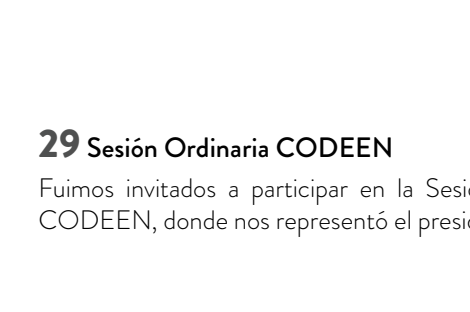 29 Sesión Ordinaria CODEEN
Fuimos invitados a participar en la
CODEEN, donde nos representó el